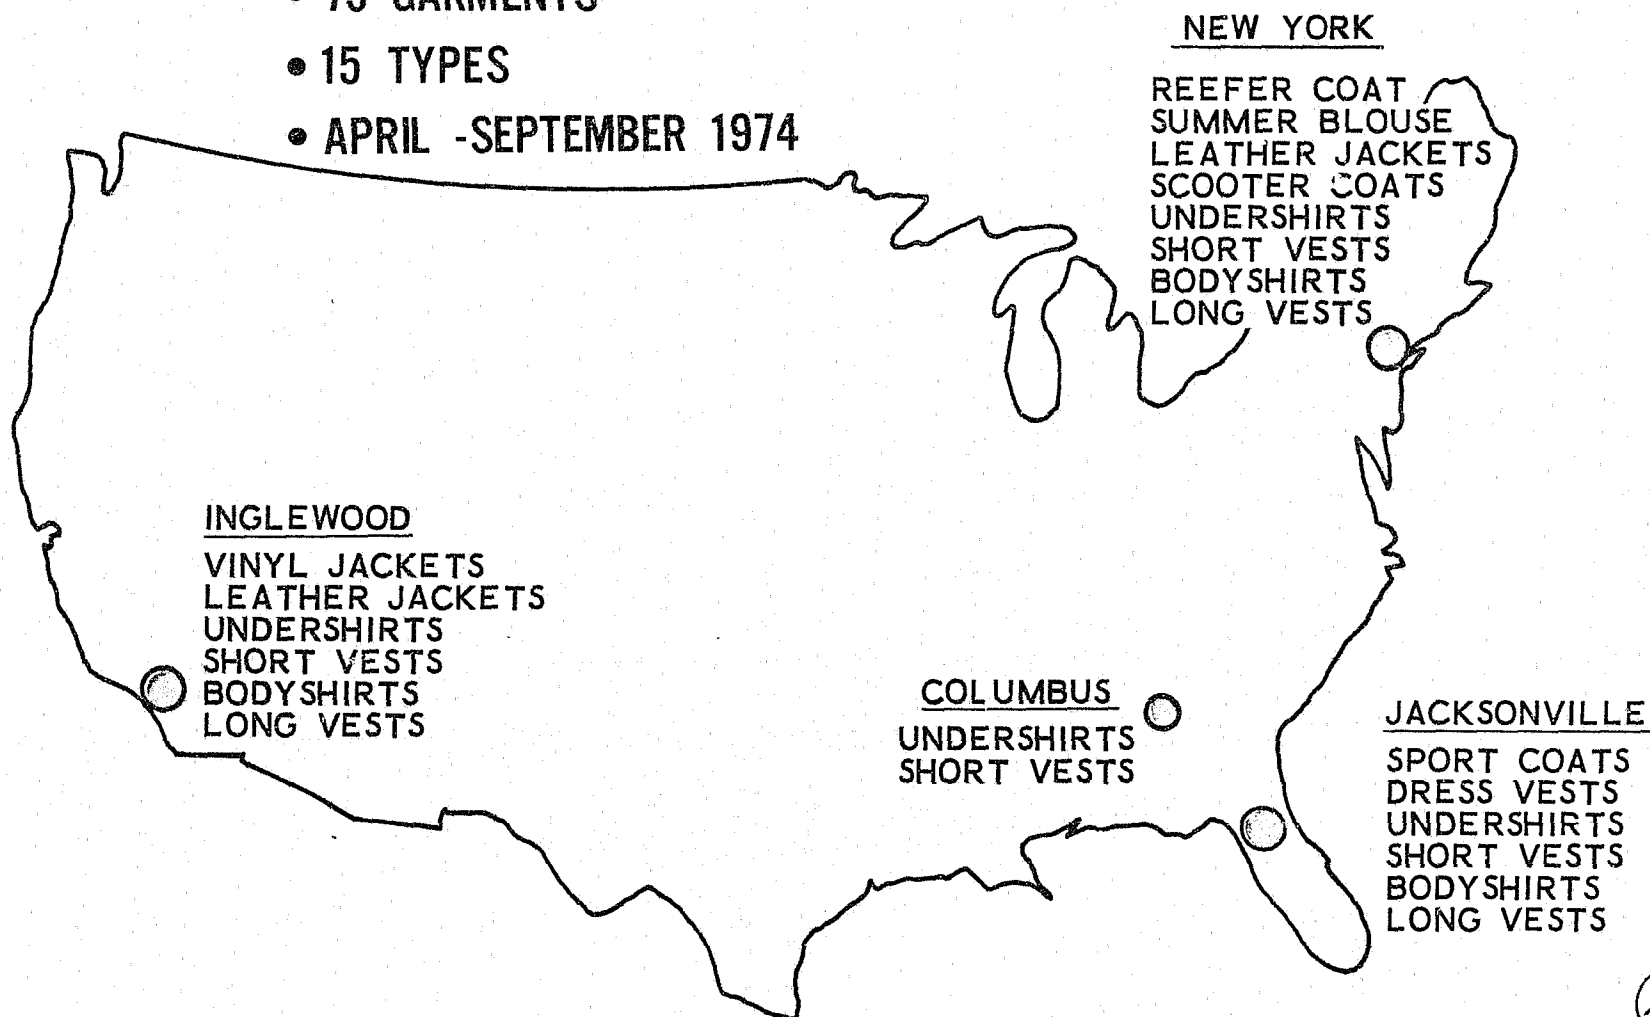 • 75 GARMENTS
• 15 TYPES
• APRIL -SEPTEMBER 1974
NEW YORK
REEFER COAT
SUMMER BLOUSE
LEATHER JACKETS
SCOOTER COATS
UNDERSHIRTS
SHORT VESTS
BODYSHIRTS
LONG VESTS
INGLEWOOD
VINYL JACKETS
LEATHER JACKETS
UNDERSHIRTS
SHORT VESTS
BODYSHIRTS
LONG VESTS
COLUMBUS
UNDERSHIRTS
SHORT VESTS
JACKSONVILLE
SPORT COATS
DRESS VESTS
UNDERSHIRTS
SHORT VESTS
BODYSHIRTS
LONG VESTS